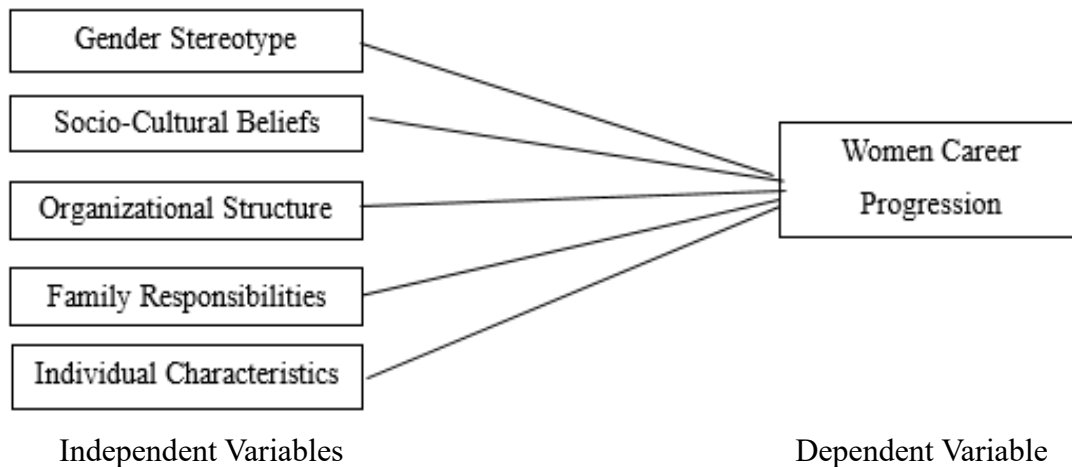 Gender Stereotype
Socio-Cultural Beliefs
Organizational Structure
Family Responsibilities
Individual Characteristics
Women Career
Progression
Independent Variables
Dependent Variable